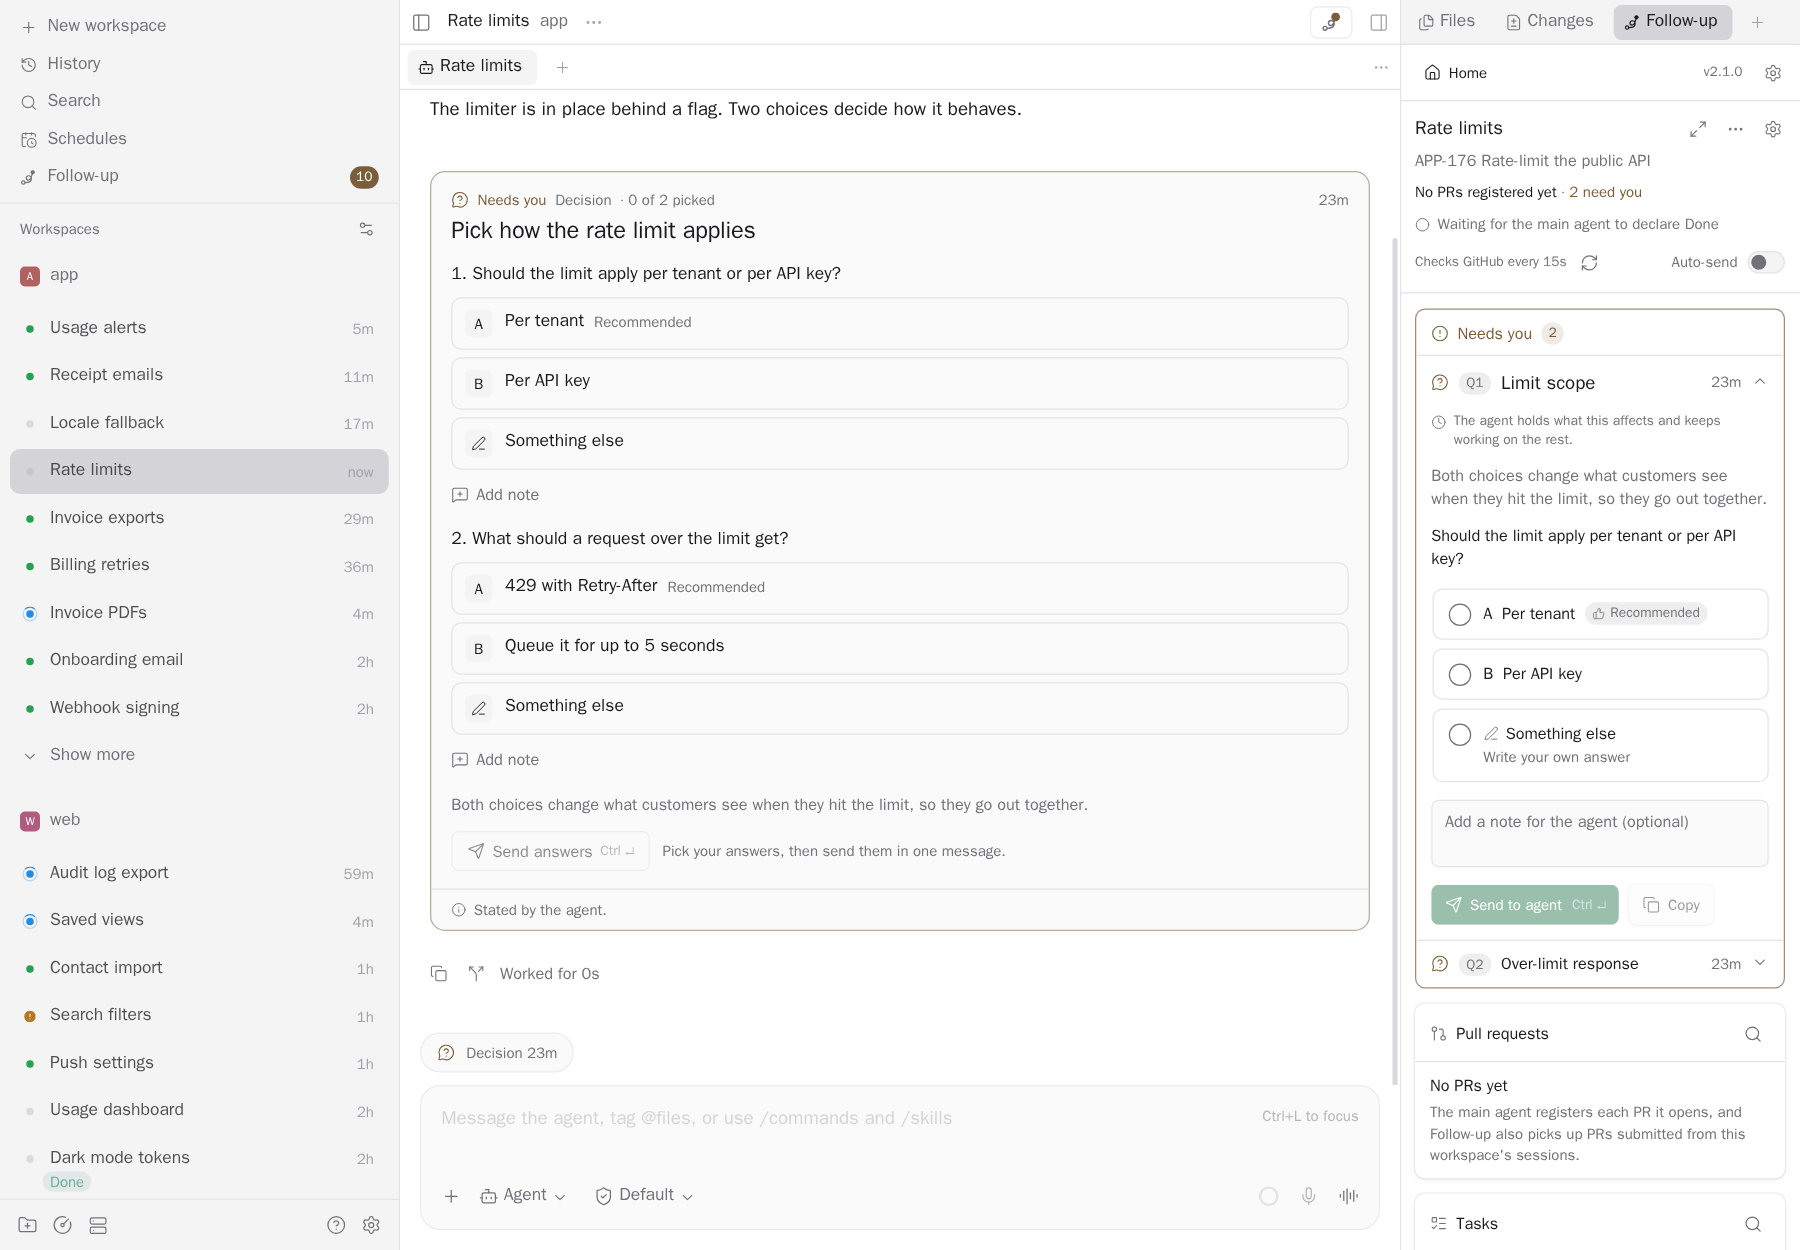 New workspace
History
Search
Schedules
Follow-up 10
Workspaces
A app
Usage alerts 5m
Receipt emails 11m
Locale fallback 17m
Rate limits now
Invoice exports 29m
Billing retries 36m
Invoice PDFs 4m
Onboarding email 2h
Webhook signing 2h
Show more
W web
Audit log export 59m
Saved views 4m
Contact import 1h
Search filters 1h
Push settings 1h
Usage dashboard 2h
Dark mode tokens 2h
Done
Rate limits app
Rate limits
The limiter is in place behind a flag. Two choices decide how it behaves.
Needs you Decision · 0 of 2 picked 23m
Pick how the rate limit applies
1. Should the limit apply per tenant or per API key?
A Per tenant Recommended
B Per API key
Something else
Add note
2. What should a request over the limit get?
A 429 with Retry-After Recommended
B Queue it for up to 5 seconds
Something else
Add note
Both choices change what customers see when they hit the limit, so they go out together.
Send answers Ctrl ↵ Pick your answers, then send them in one message.
Stated by the agent.
Worked for 0s
Decision 23m
Message the agent, tag @files, or use /commands and /skills Ctrl+L to focus
Agent Default
Files Changes Follow-up
Home v2.1.0
Rate limits
APP-176 Rate-limit the public API
No PRs registered yet · 2 need you
Waiting for the main agent to declare Done
Checks GitHub every 15s Auto-send
Needs you 2
Q1 Limit scope 23m
The agent holds what this affects and keeps
working on the rest.
Both choices change what customers see
when they hit the limit, so they go out together.
Should the limit apply per tenant or per API
key?
A Per tenant Recommended
B Per API key
Something else
Write your own answer
Add a note for the agent (optional)
Send to agent Ctrl ↵ Copy
Q2 Over-limit response 23m
Pull requests
No PRs yet
The main agent registers each PR it opens, and
Follow-up also picks up PRs submitted from this
workspace's sessions.
Tasks